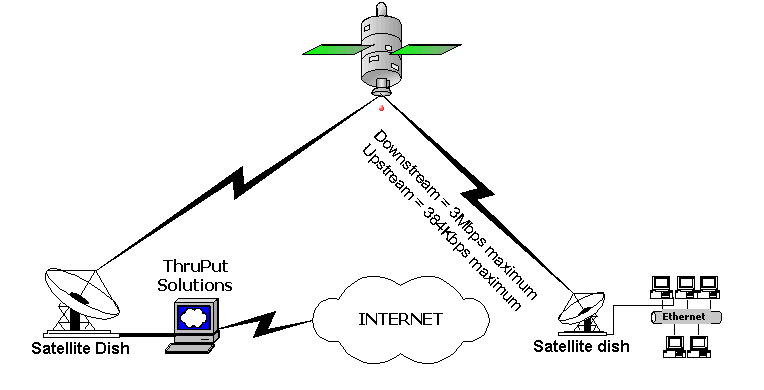 Downstream = 3Mbps maximum
Upstream = 384Kbps maximum
ThruPut
Solutions
INTERNET
Ethernet
Satellite Dish
Satellite dish